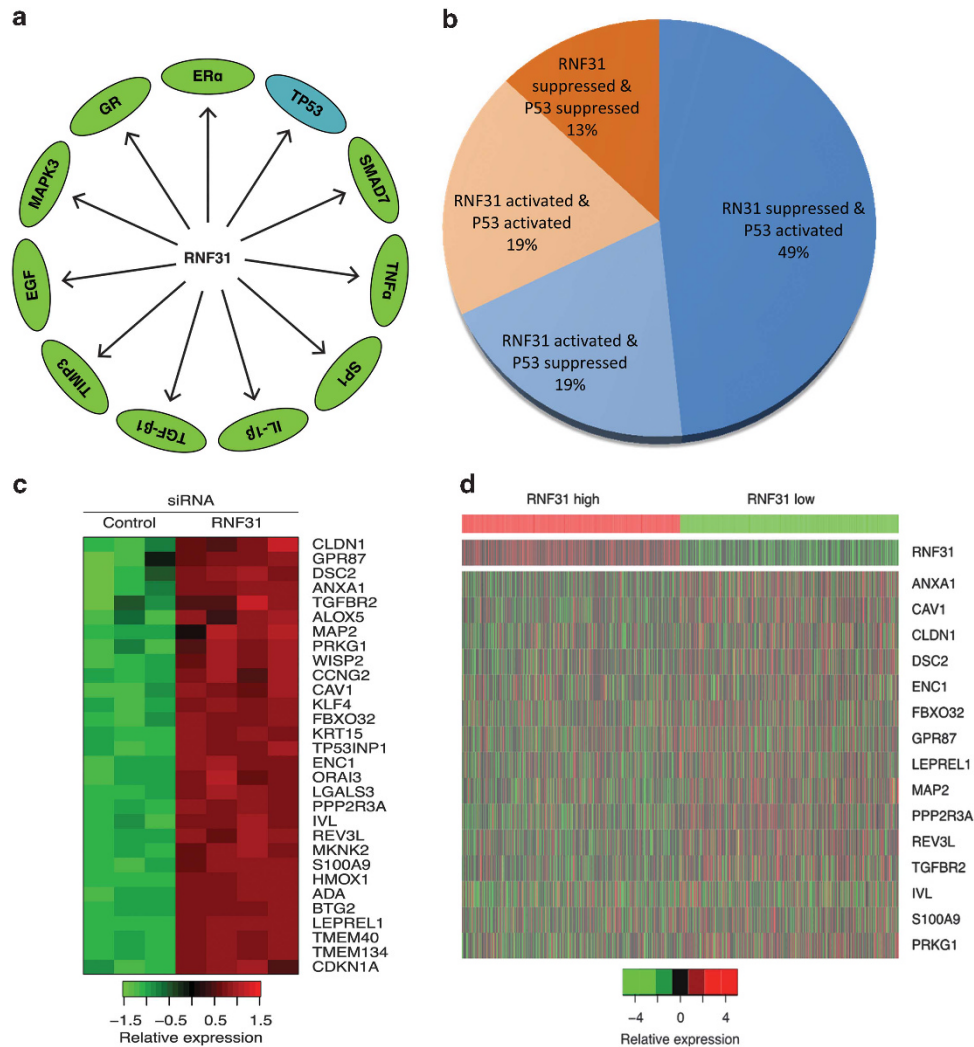 a
ERα
TP53
SMAD7
TNFα
SP1
IL-1β
TGF-β1
TIMP3
EGF
MAPK3
GR
RNF31
b
RNF31
suppressed &
P53 suppressed
13%
RNF31 activated &
P53 activated
19%
RN31 suppressed &
P53 activated
49%
RNF31 activated &
P53 suppressed
19%
c
siRNA
Control RNF31
CLDN1
GPR87
DSC2
ANXA1
TGFBR2
ALOX5
MAP2
PRKG1
WISP2
CCNG2
CAV1
KLF4
FBXO32
KRT15
TP53INP1
ENC1
ORAI3
LGALS3
PPP2R3A
IVL
REV3L
MKNK2
S100A9
HMOX1
ADA
BTG2
LEPREL1
TMEM40
TMEM134
CDKN1A
−1.5 −0.5 0.5 1.5
Relative expression
d
RNF31 high RNF31 low
RNF31
ANXA1
CAV1
CLDN1
DSC2
ENC1
FBXO32
GPR87
LEPREL1
MAP2
PPP2R3A
REV3L
TGFBR2
IVL
S100A9
PRKG1
−4 0 4
Relative expression